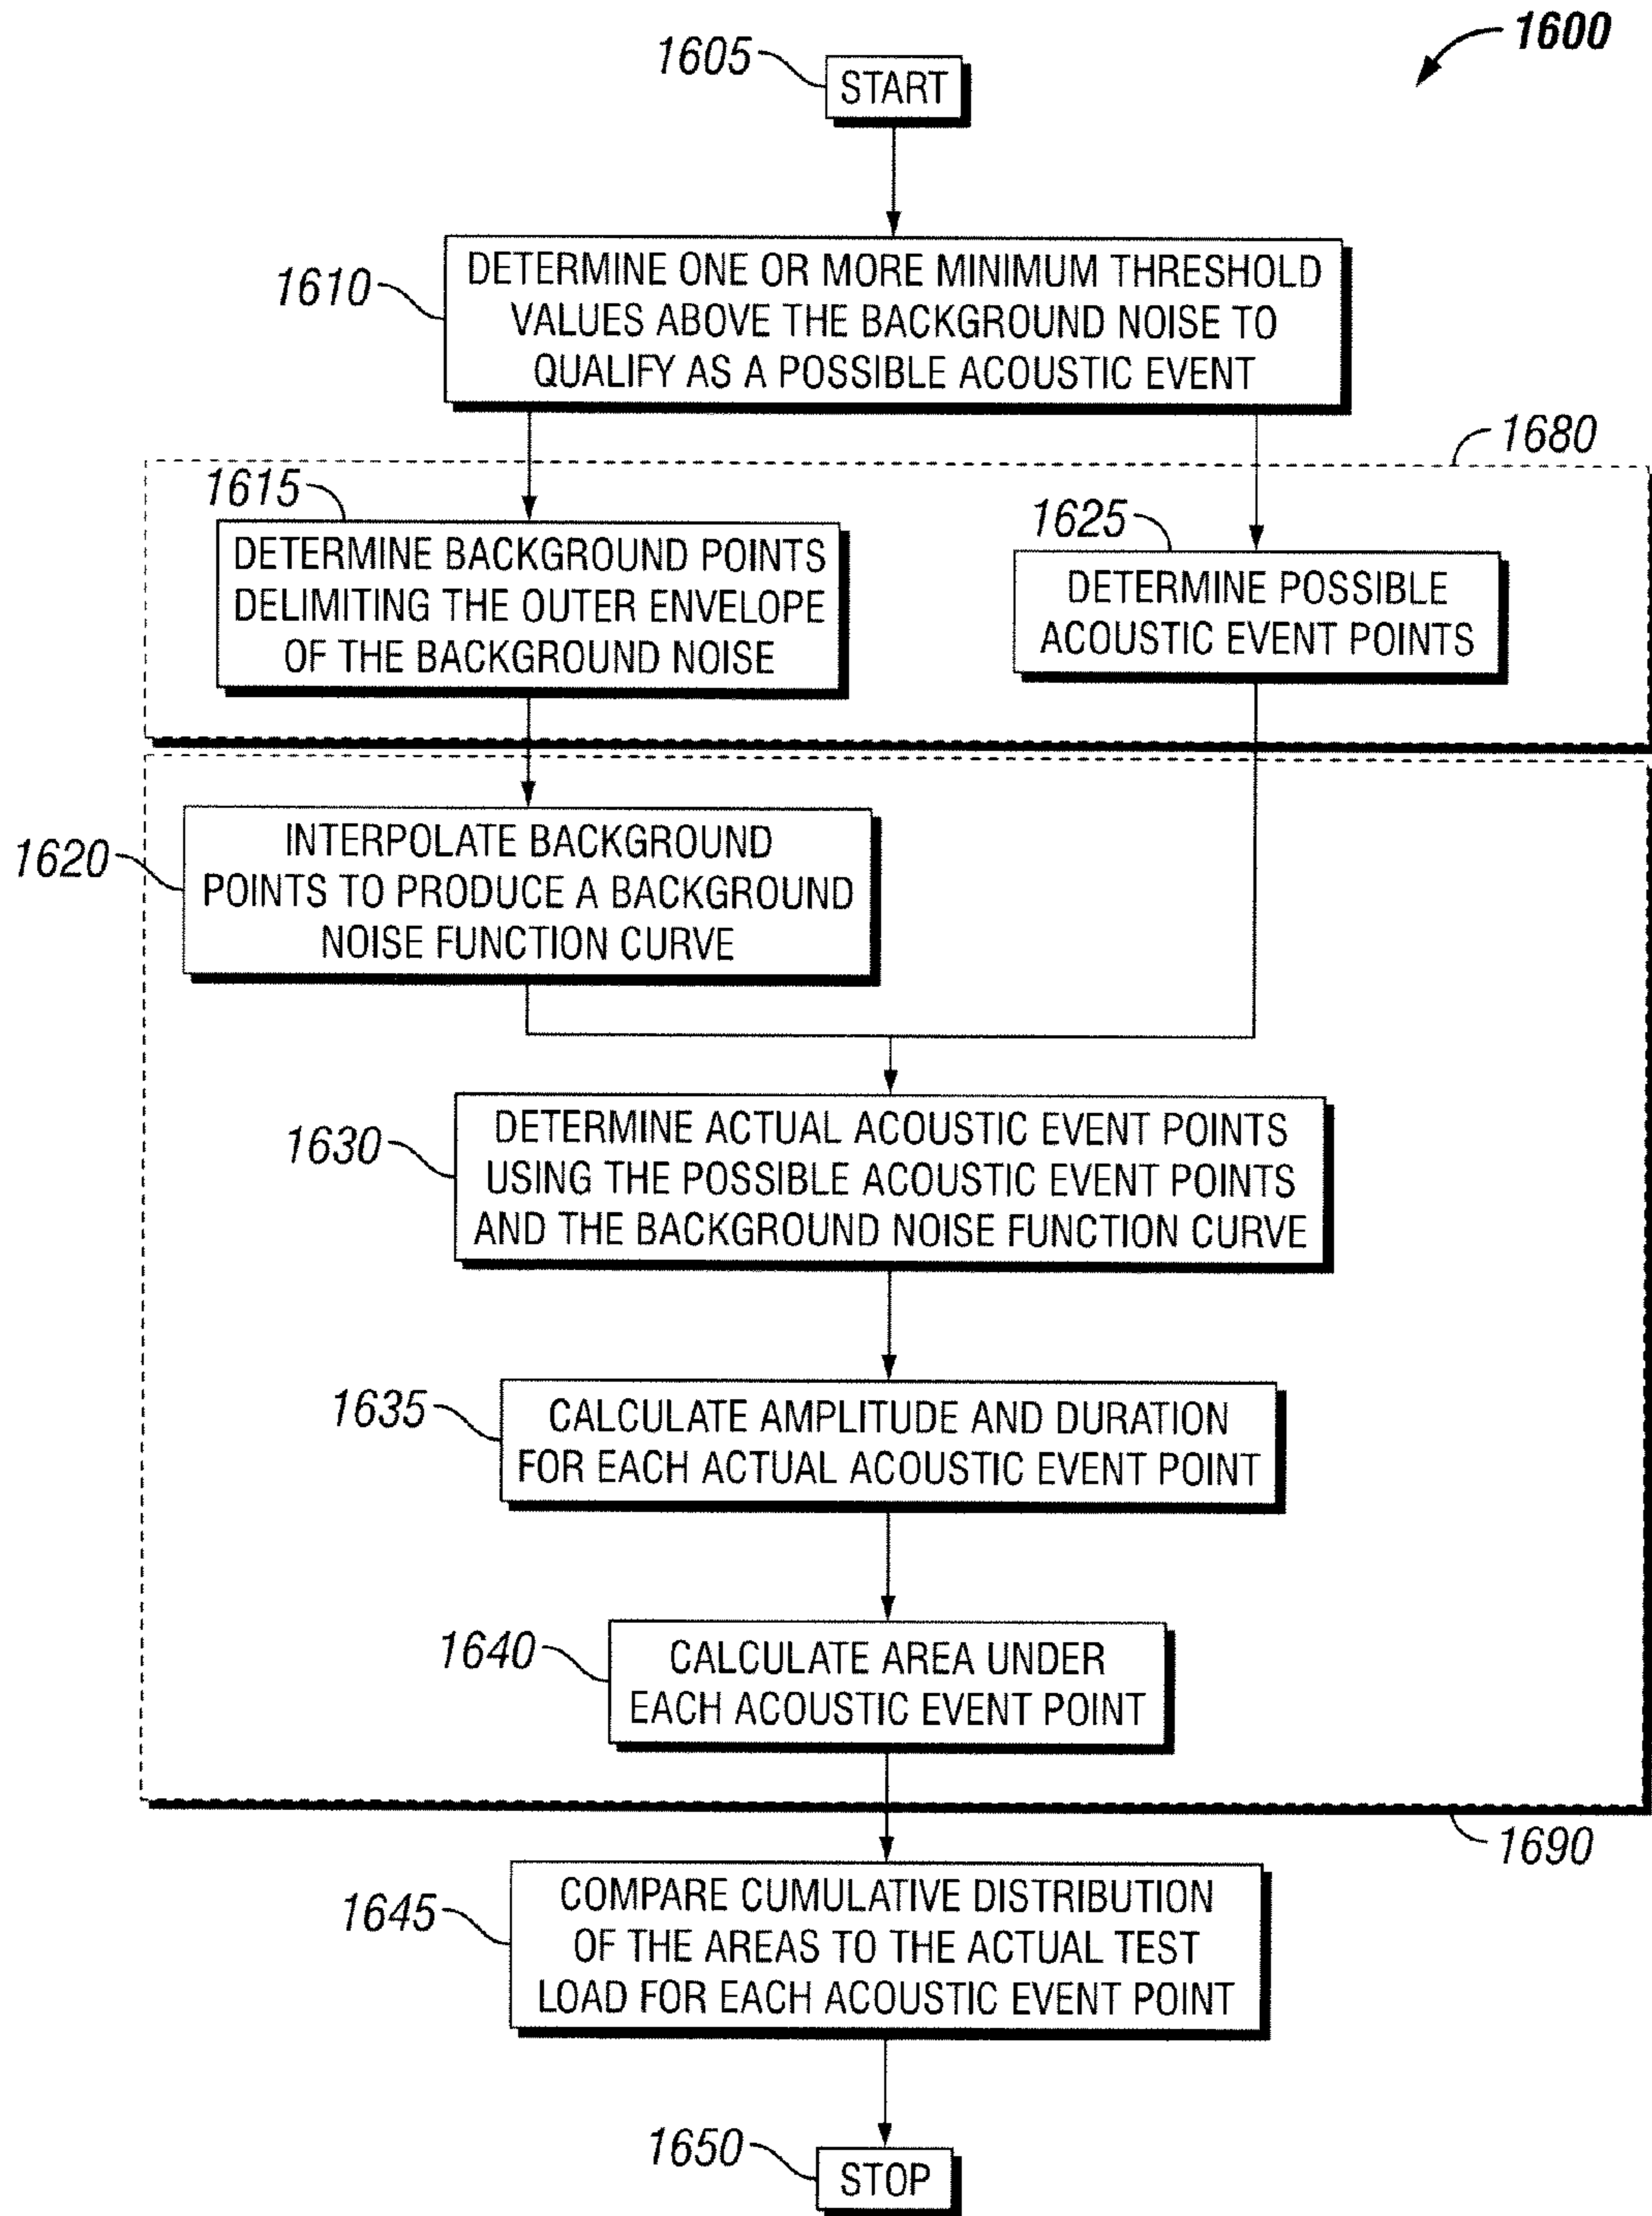 1600
1605
START
1610
DETERMINE ONE OR MORE MINIMUM THRESHOLD
VALUES ABOVE THE BACKGROUND NOISE TO
QUALIFY AS A POSSIBLE ACOUSTIC EVENT
1680
1615
DETERMINE BACKGROUND POINTS
DELIMITING THE OUTER ENVELOPE
OF THE BACKGROUND NOISE
1625
DETERMINE POSSIBLE
ACOUSTIC EVENT POINTS
1620
INTERPOLATE BACKGROUND
POINTS TO PRODUCE A BACKGROUND
NOISE FUNCTION CURVE
1630
DETERMINE ACTUAL ACOUSTIC EVENT POINTS
USING THE POSSIBLE ACOUSTIC EVENT POINTS
AND THE BACKGROUND NOISE FUNCTION CURVE
1635
CALCULATE AMPLITUDE AND DURATION
FOR EACH ACTUAL ACOUSTIC EVENT POINT
1640
CALCULATE AREA UNDER
EACH ACOUSTIC EVENT POINT
1690
1645
COMPARE CUMULATIVE DISTRIBUTION
OF THE AREAS TO THE ACTUAL TEST
LOAD FOR EACH ACOUSTIC EVENT POINT
1650
STOP